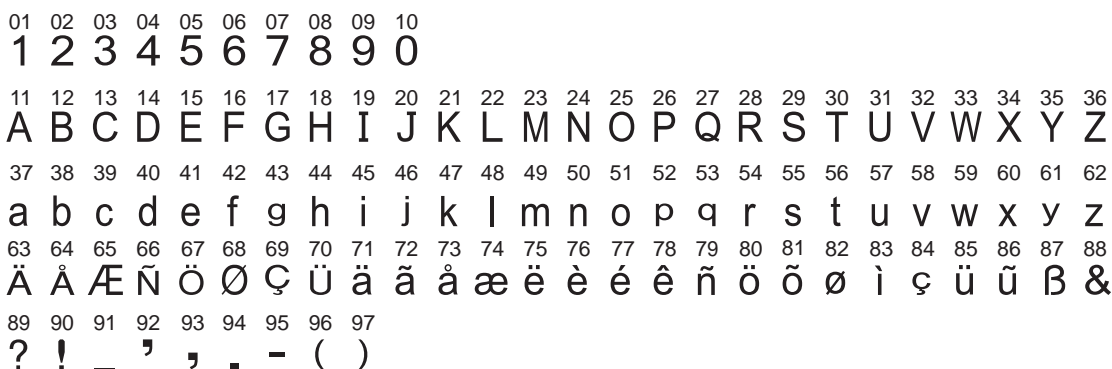 01 02 03 04 05 06 07 08 09 10
1 2 3 4 5 6 7 8 9 0
11 12 13 14 15 16 17 18 19 20 21 22 23 24 25 26 27 28 29 30 31 32 33 34 35 36
A B C D E F G H I J K L M N O P Q R S T U V W X Y Z
37 38 39 40 41 42 43 44 45 46 47 48 49 50 51 52 53 54 55 56 57 58 59 60 61 62
a b c d e f g h i j k l m n o p q r s t u v w x y z
63 64 65 66 67 68 69 70 71 72 73 74 75 76 77 78 79 80 81 82 83 84 85 86 87 88
Ä Å Æ Ñ Ö Ø Ç Ü ä ã å æ ë è é ê ñ ö õ ø ì ç ü ũ ß &
89 90 91 92 93 94 95 96 97
? ! _ ’ , . - ( )